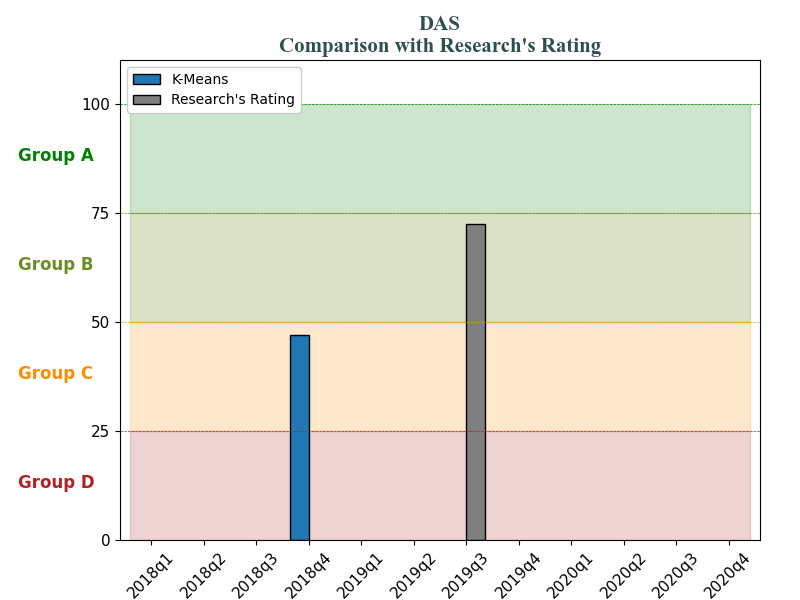 DAS
Comparison with Research's Rating
K-Means
Research's Rating
100
Group A
75
Group B
50
Group C
25
Group D
0
2018q1 2018q2 2018q3 2018q4 2019q1 2019q2 2019q3 2019q4 2020q1 2020q2 2020q3 2020q4